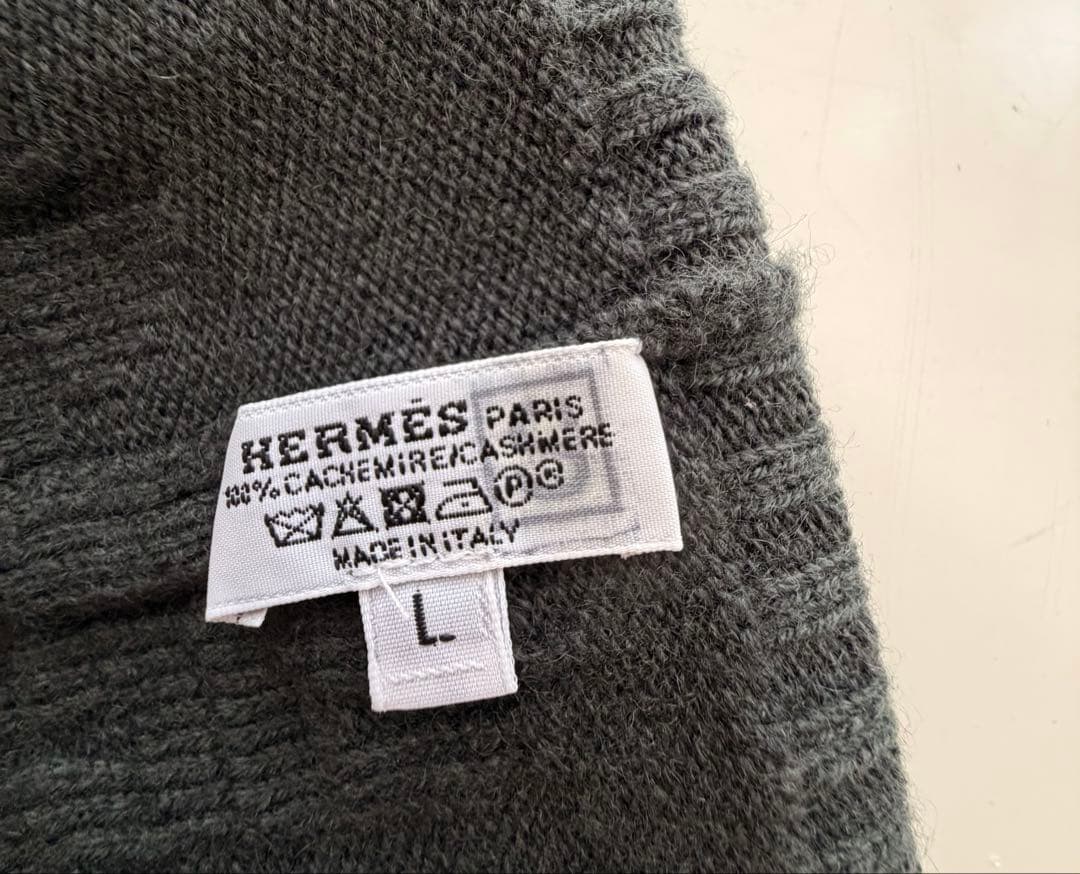 HERMÈS PARIS
100% CACHEMIRE/CASHMERE
P
MADE IN ITALY
L